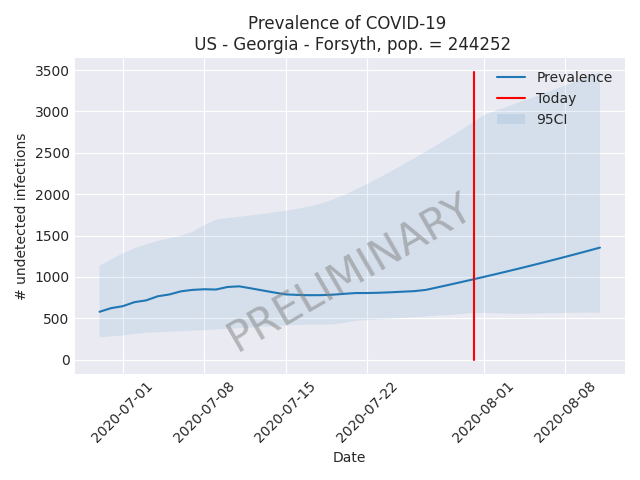 Prevalence of COVID-19
US - Georgia - Forsyth, pop. = 244252
3500
3000
2500
2000
1500
1000
500
0
# undetected infections
Prevalence
Today
95CI
PRELIMINARY
2020-07-01
2020-07-08
2020-07-15
2020-07-22
2020-08-01
2020-08-08
Date